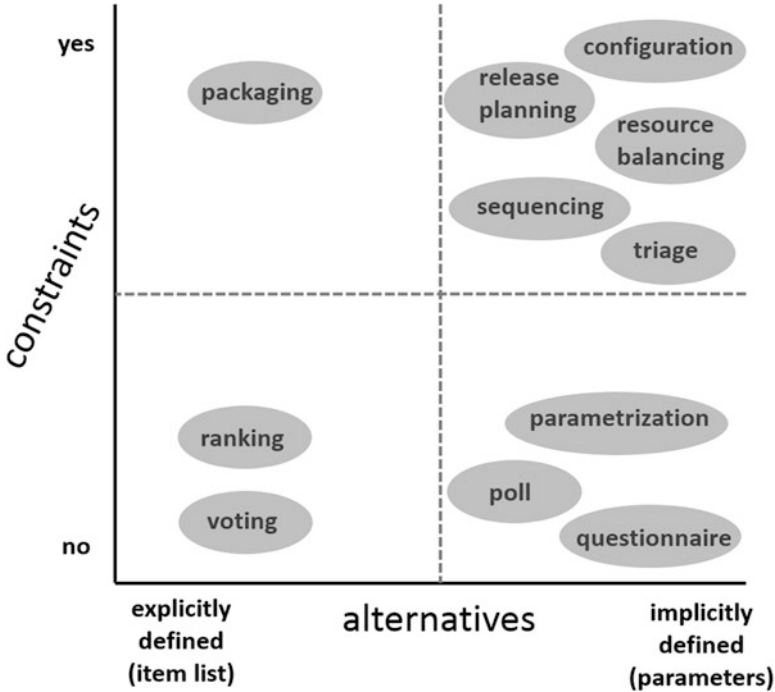 yes
configuration
packaging
release
planning
resource
balancing
sequencing
triage
constraints
ranking
parametrization
voting
poll
no
questionnaire
explicitly
defined
(item list)
alternatives
implicitly
defined
(parameters)